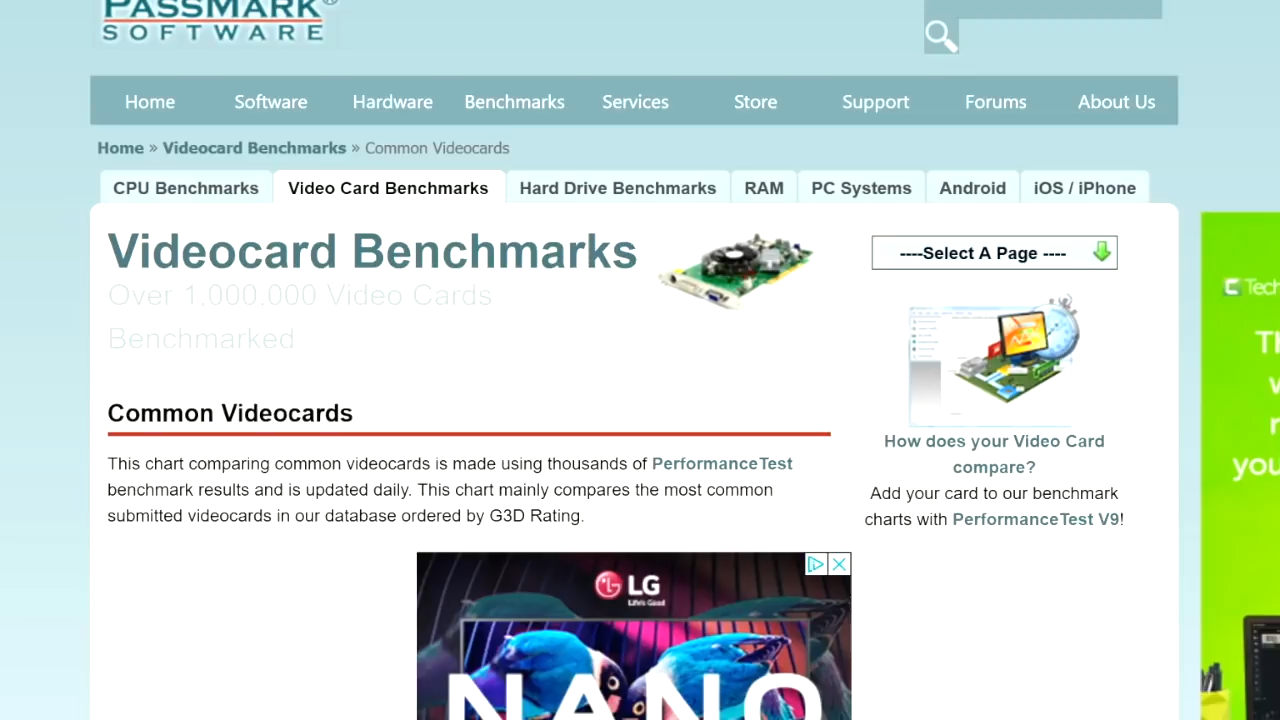 PASSMARK®
SOFTWARE
Home Software Hardware Benchmarks Services Store Support Forums About Us
Home » Videocard Benchmarks » Common Videocards
CPU Benchmarks Video Card Benchmarks Hard Drive Benchmarks RAM PC Systems Android iOS / iPhone
Videocard Benchmarks
Over 1,000.000 Video Cards
Benchmarked
----Select A Page ----
Common Videocards
This chart comparing common videocards is made using thousands of PerformanceTest
benchmark results and is updated daily. This chart mainly compares the most common
submitted videocards in our database ordered by G3D Rating.
How does your Video Card
compare?
Add your card to our benchmark
charts with PerformanceTest V9!
LG
Life's Good
NANO
Tech
you